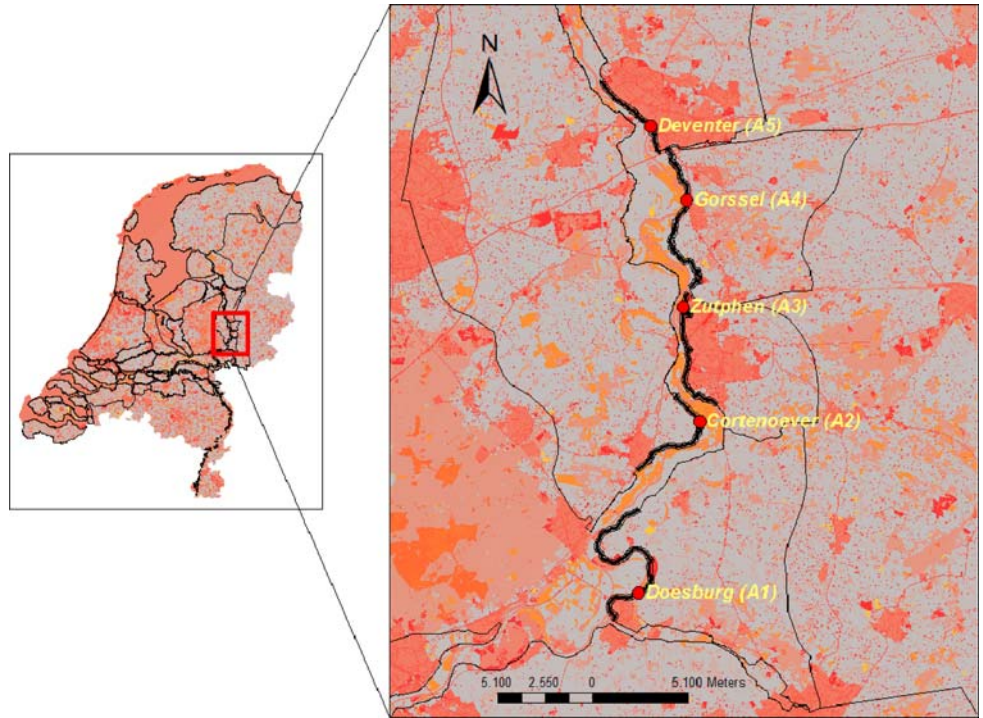 N
Deventer (A5)
Gorssel (A4)
Zutphen (A3)
Cortenoever (A2)
Doesburg (A1)
5.100 2.550 0 5.100 Meters